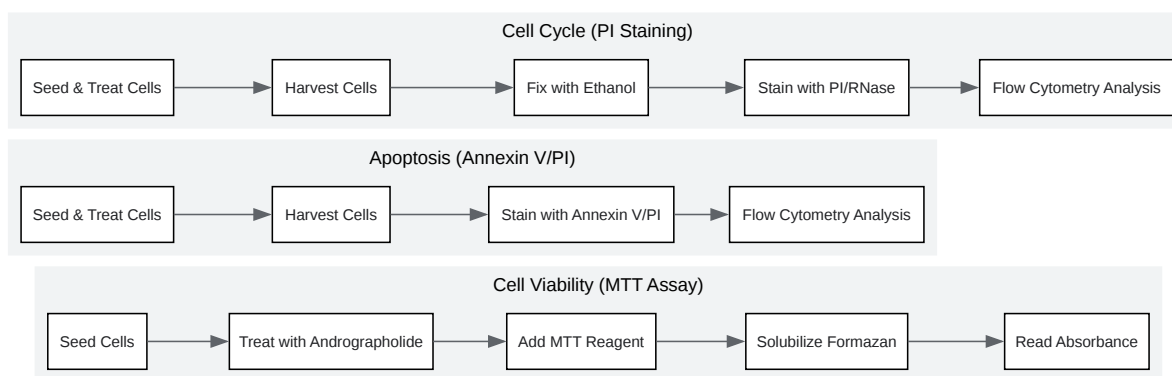 Cell Cycle (PI Staining)
Seed & Treat Cells
Harvest Cells
Fix with Ethanol
Stain with PI/RNase
Flow Cytometry Analysis
Apoptosis (Annexin V/PI)
Seed & Treat Cells
Harvest Cells
Stain with Annexin V/PI
Flow Cytometry Analysis
Cell Viability (MTT Assay)
Seed Cells
Treat with Andrographolide
Add MTT Reagent
Solubilize Formazan
Read Absorbance